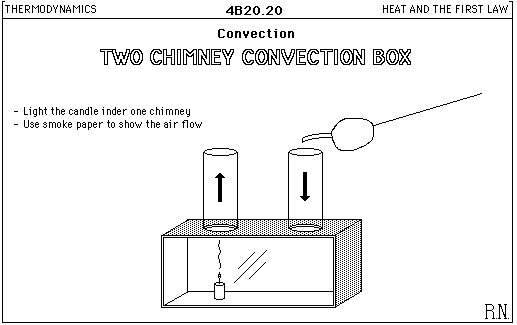 THERMODYNAMICS 4B20.20 HEAT AND THE FIRST LAW
Convection
TWO CHIMNEY CONVECTION BOX
- Light the candle inder one chimney
- Use smoke paper to show the air flow
R.N.